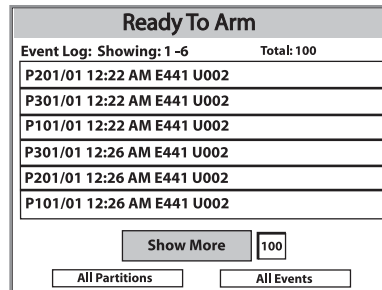 Ready To Arm
Event Log: Showing: 1 -6 Total: 100
P201/01 12:22 AM E441 U002
P301/01 12:22 AM E441 U002
P101/01 12:22 AM E441 U002
P301/01 12:26 AM E441 U002
P201/01 12:26 AM E441 U002
P101/01 12:26 AM E441 U002
Show More 100
All Partitions All Events